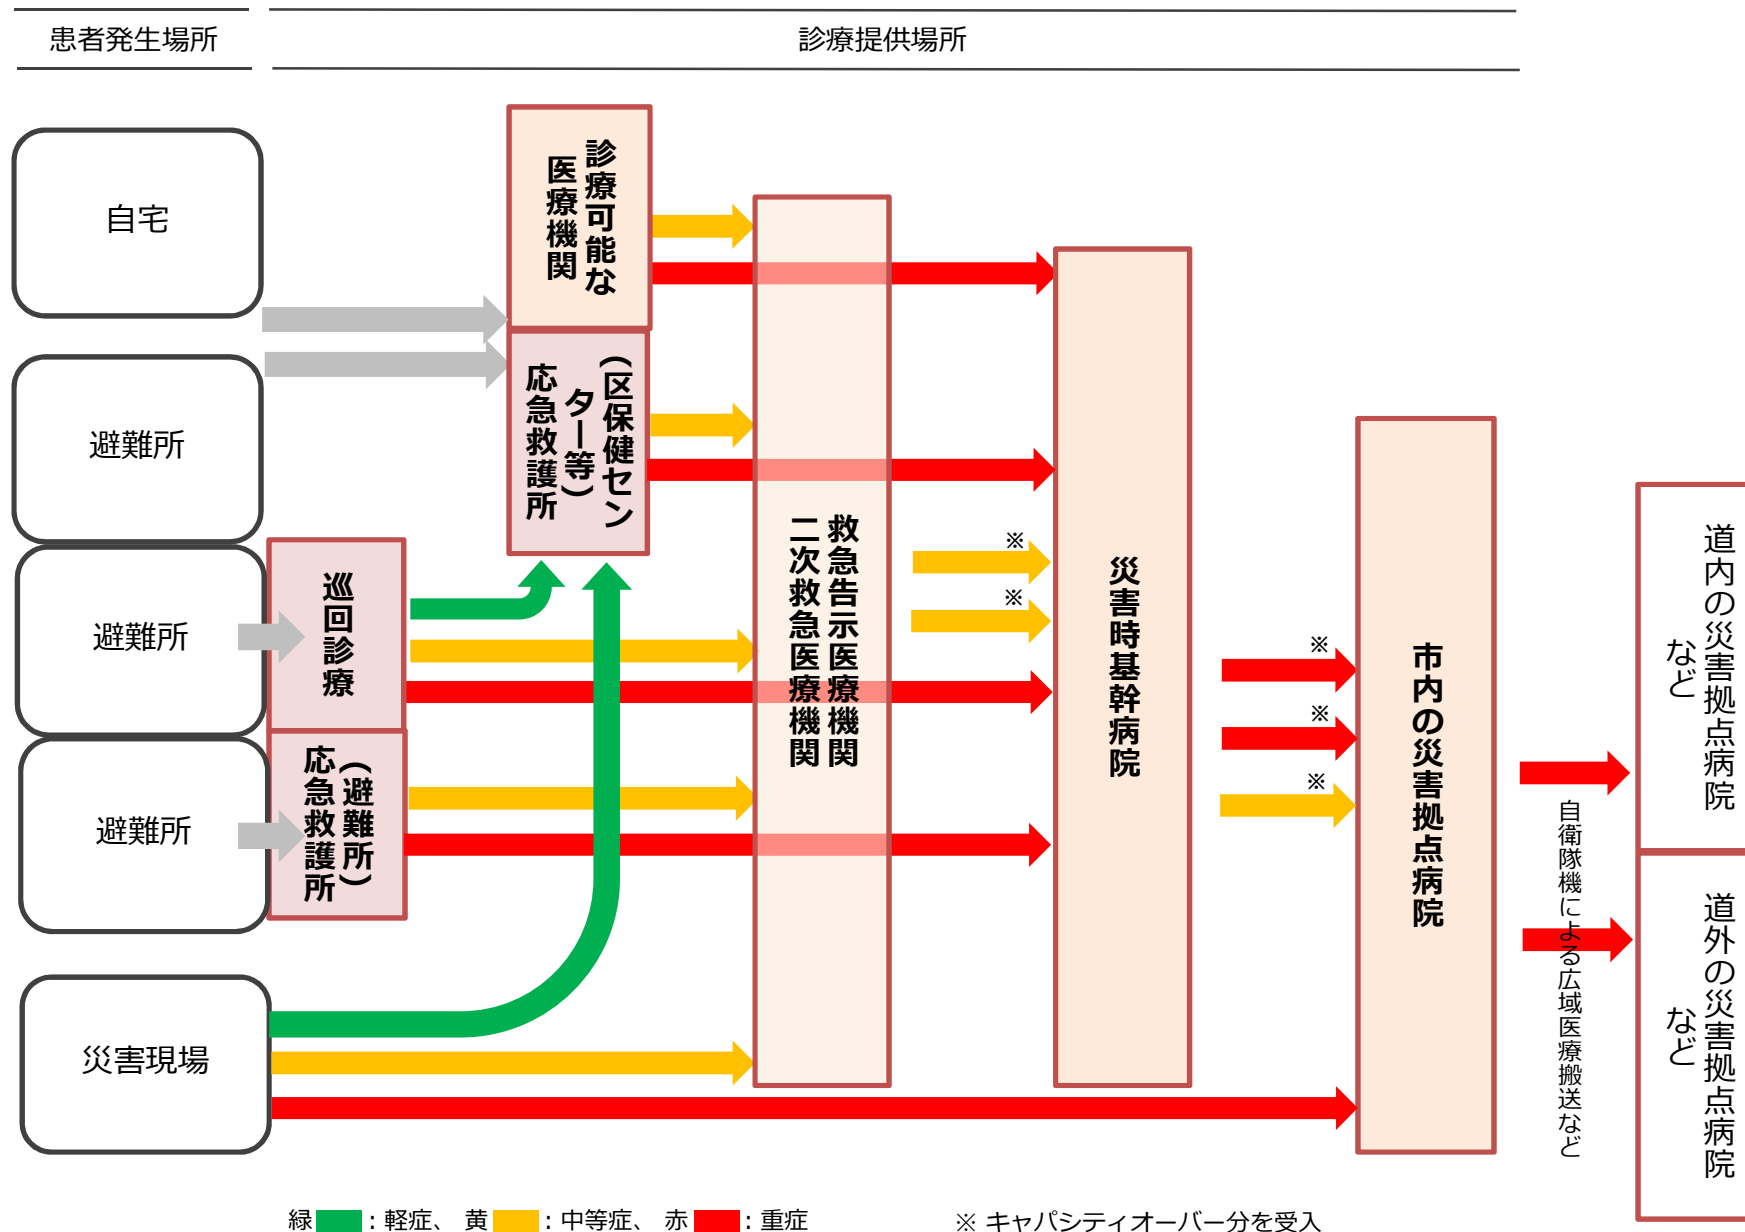 患者発生場所
診療提供場所
自宅
避難所
避難所
避難所
災害現場
診療可能な
医療機関
(区保健セン
ター等)
応急救護所
巡回診療
(避難所)
応急救護所
救急告示医療機関
二次救急医療機関
※
※
災害時基幹病院
※
※
※
市内の災害拠点病院
自衛隊機による広域医療搬送など
道内の災害拠点病院
など
道外の災害拠点病院
など
緑 : 軽症、 黄 : 中等症、 赤 : 重症
※ キャパシティオーバー分を受入